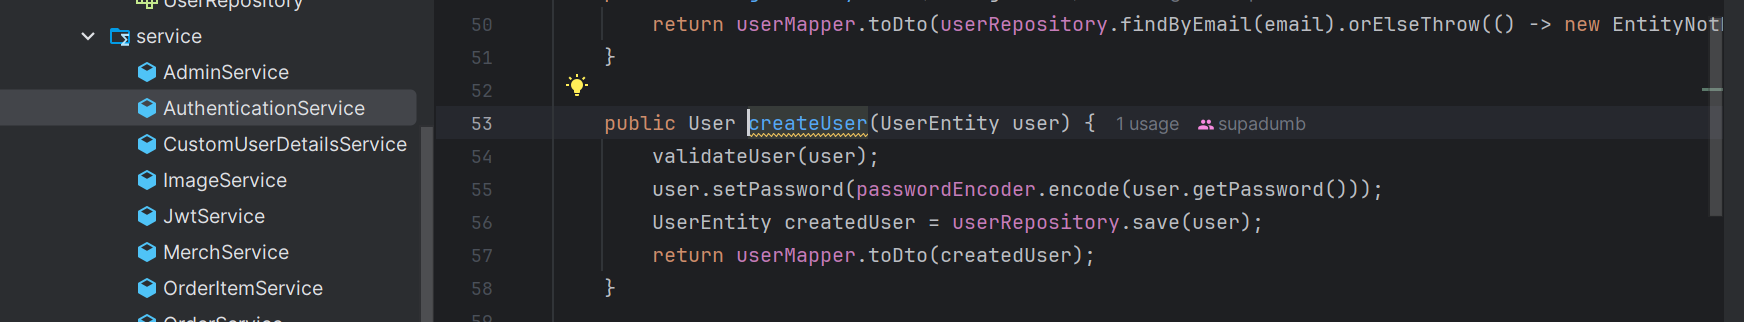 UserRepository
service
AdminService
AuthenticationService
CustomUserDetailsService
ImageService
JwtService
MerchService
OrderItemService
OrderService
50 return userMapper.toDto(userRepository.findByEmail(email).orElseThrow(() -> new EntityNot
51 }
52
53 public User createUser(UserEntity user) { 1 usage supadumb
54 validateUser(user);
55 user.setPassword(passwordEncoder.encode(user.getPassword()));
56 UserEntity createdUser = userRepository.save(user);
57 return userMapper.toDto(createdUser);
58 }
59